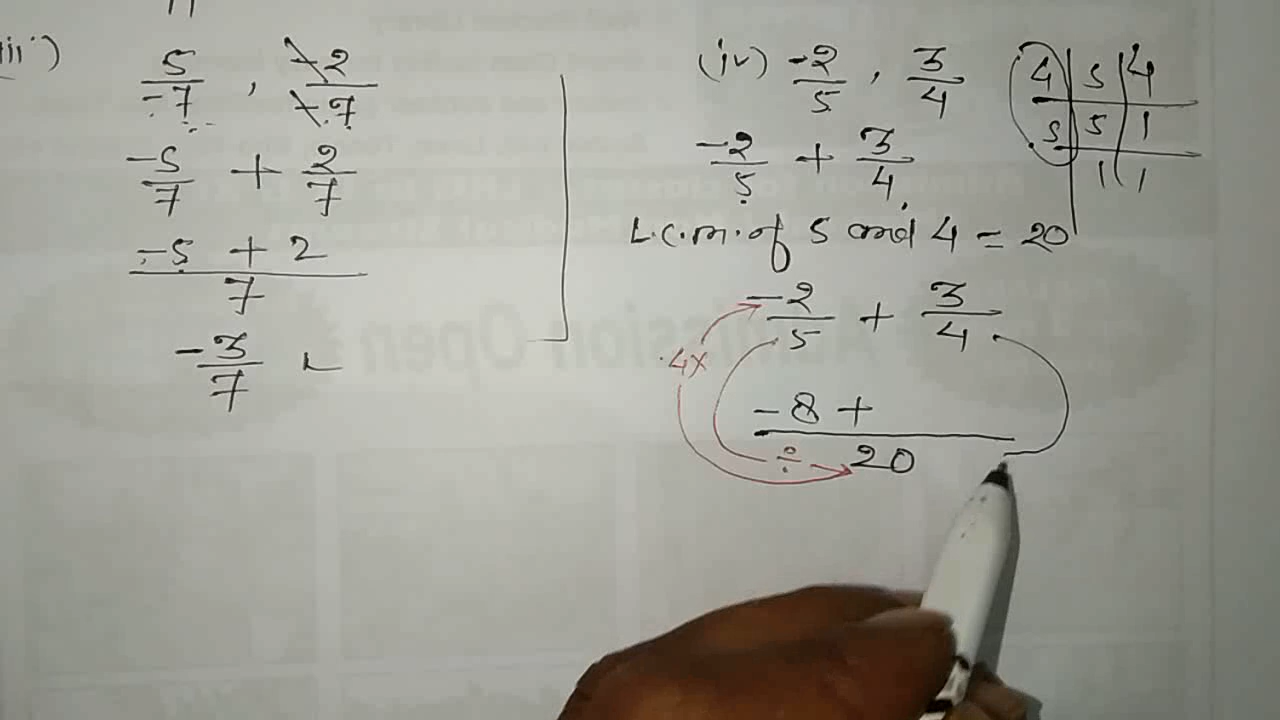 iii)
5/-7 , -2/-7
-5/7 + 2/7
-5 + 2/7
-3/7
(iv) -2/5 , 3/4
4 | 5 | 4
5 | 5 | 1
1 | 1
-2/5 + 3/4
L.C.M. of 5 and 4 = 20
-2/5 + 3/4
4x
-8 +
÷ 20